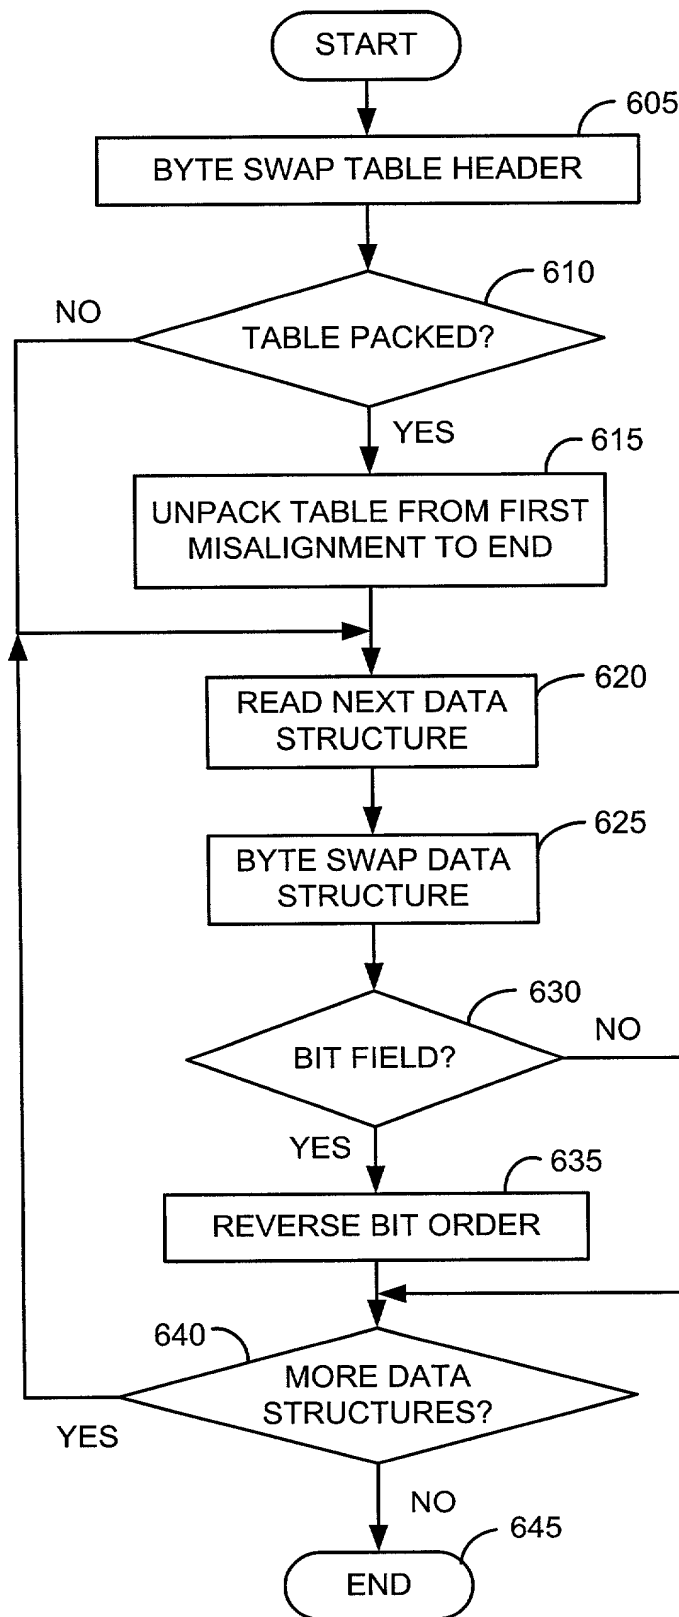 START
605
BYTE SWAP TABLE HEADER
610
NO
TABLE PACKED?
YES
615
UNPACK TABLE FROM FIRST
MISALIGNMENT TO END
620
READ NEXT DATA
STRUCTURE
625
BYTE SWAP DATA
STRUCTURE
630
NO
BIT FIELD?
YES
635
REVERSE BIT ORDER
640
MORE DATA
STRUCTURES?
YES
NO
645
END